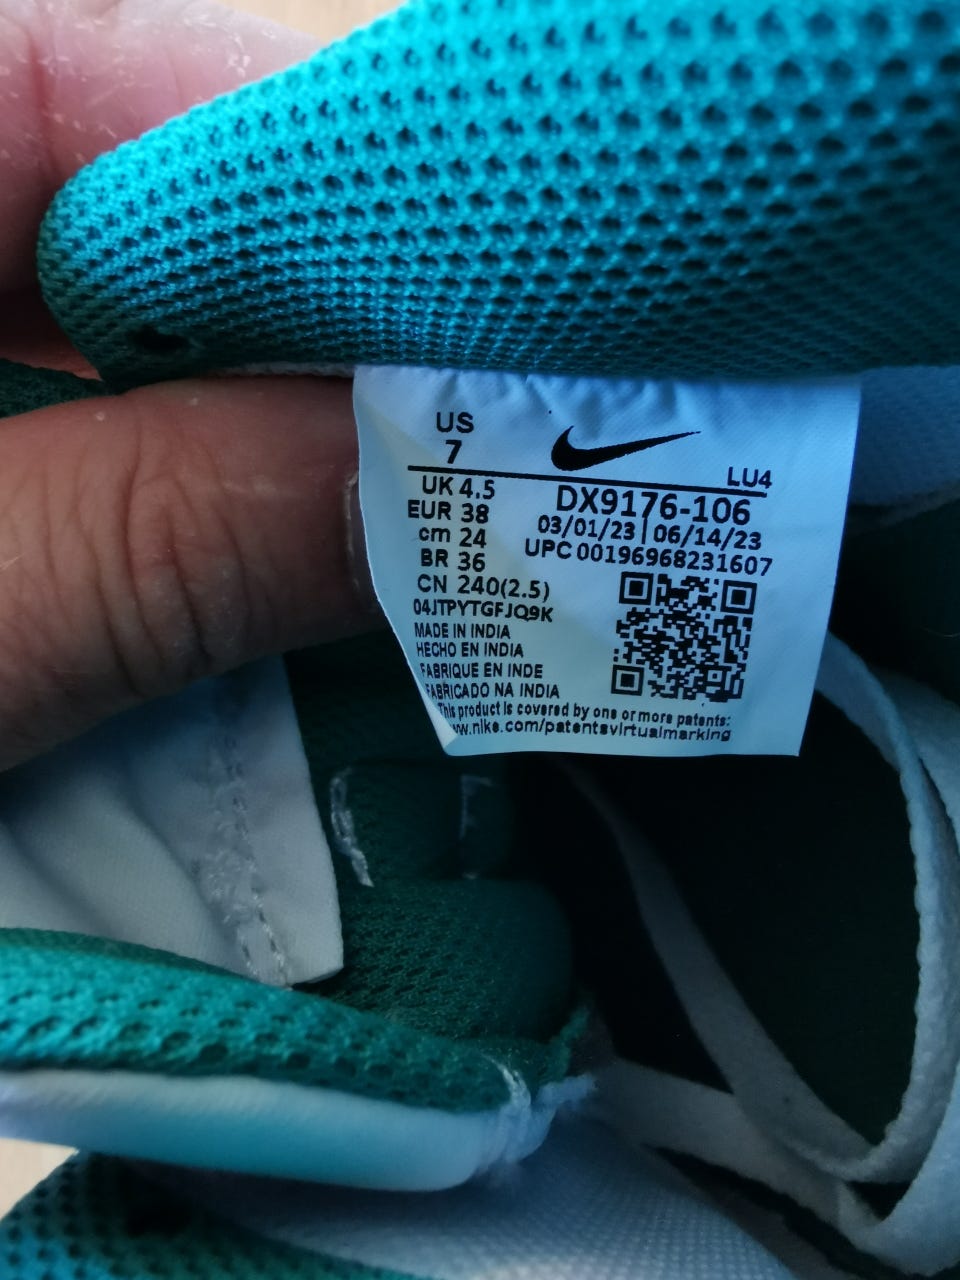 US
7
LU4
UK 4.5
EUR 38
cm 24
BR 36
CN 240(2.5)
DX9176-106
03/01/23 | 06/14/23
UPC 00196968231607
04JTPYTGFJQ9K
MADE IN INDIA
HECHO EN INDIA
FABRIQUE EN INDE
FABRICADO NA INDIA
This product is covered by one or more patents:
www.nike.com/patentsvirtualmarking